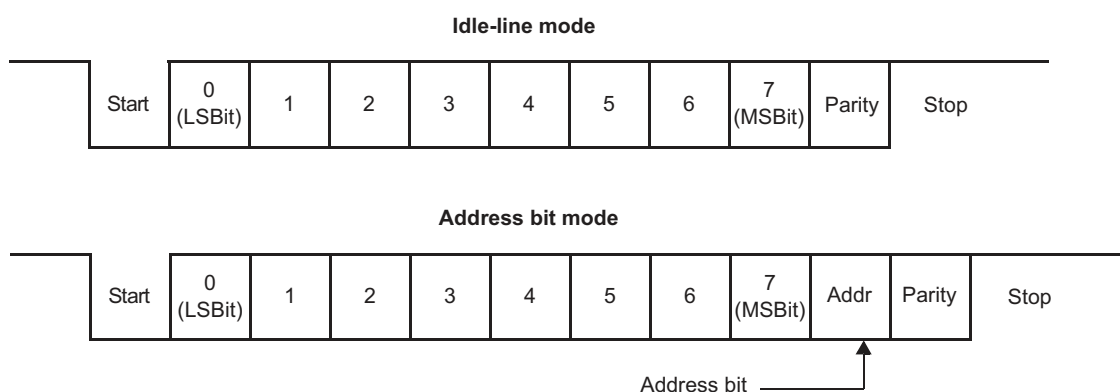 Idle-line mode
Start 0 (LSBit) 1 2 3 4 5 6 7 (MSBit) Parity Stop
Address bit mode
Start 0 (LSBit) 1 2 3 4 5 6 7 (MSBit) Addr Parity Stop
Address bit